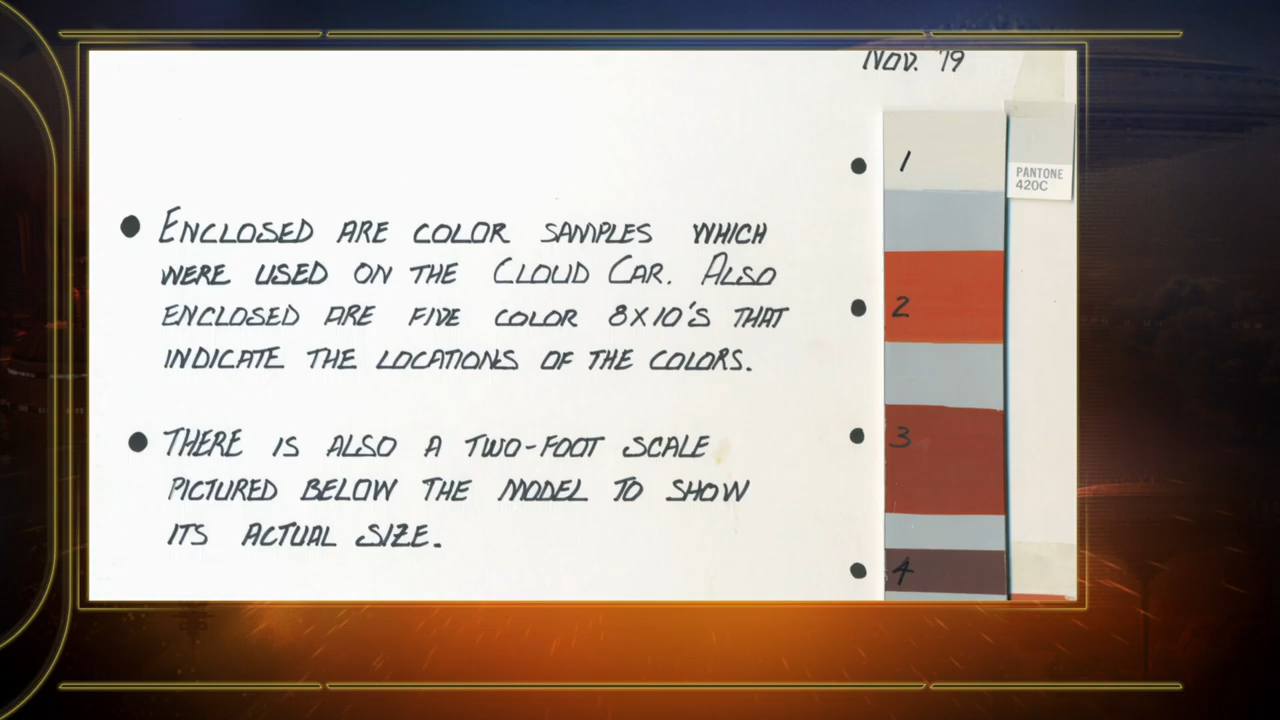 Nov. '79
1
PANTONE
420C
• ENCLOSED ARE COLOR SAMPLES WHICH
WERE USED ON THE CLOUD CAR. ALSO
ENCLOSED ARE FIVE COLOR 8X10'S THAT
INDICATE THE LOCATIONS OF THE COLORS.
2
• THERE IS ALSO A TWO-FOOT SCALE
PICTURED BELOW THE MODEL TO SHOW
ITS ACTUAL SIZE.
3
4